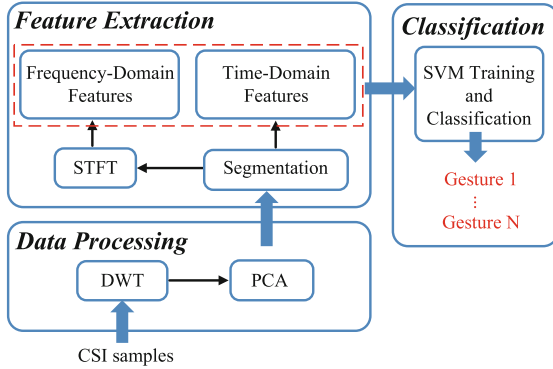 Feature Extraction
Frequency-Domain
Features
Time-Domain
Features
STFT
Segmentation
Data Processing
DWT
PCA
CSI samples
Classification
SVM Training
and
Classification
Gesture 1
⋮
Gesture N